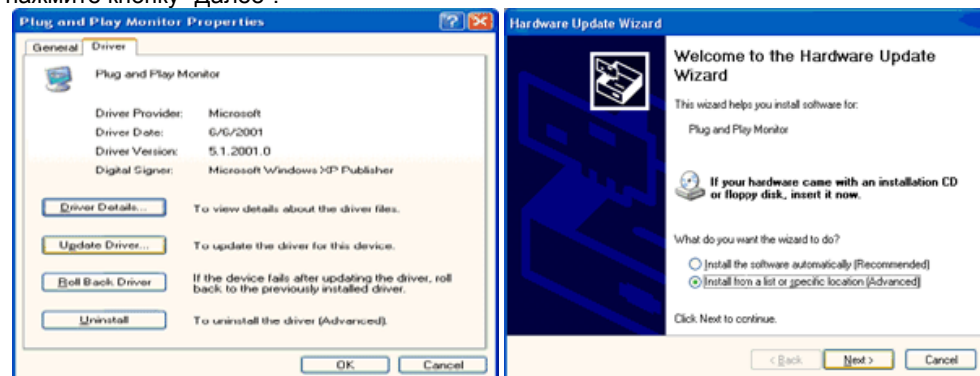 нажмите кнопку "Далее".
Plug and Play Monitor Properties
General Driver
Plug and Play Monitor
Driver Provider: Microsoft
Driver Date: 6/6/2001
Driver Version: 5.1.2001.0
Digital Signer: Microsoft Windows XP Publisher
Driver Details... To view details about the driver files.
Update Driver... To update the driver for this device.
Roll Back Driver If the device fails after updating the driver, roll
back to the previously installed driver.
Uninstall To uninstall the driver (Advanced).
OK Cancel
Hardware Update Wizard
Welcome to the Hardware Update
Wizard
This wizard helps you install software for:
Plug and Play Monitor
If your hardware came with an installation CD
or floppy disk, insert it now.
What do you want the wizard to do?
Install the software automatically (Recommended)
Install from a list or specific location (Advanced)
Click Next to continue.
< Back Next > Cancel